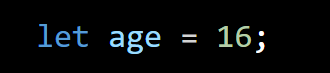 let age = 16;